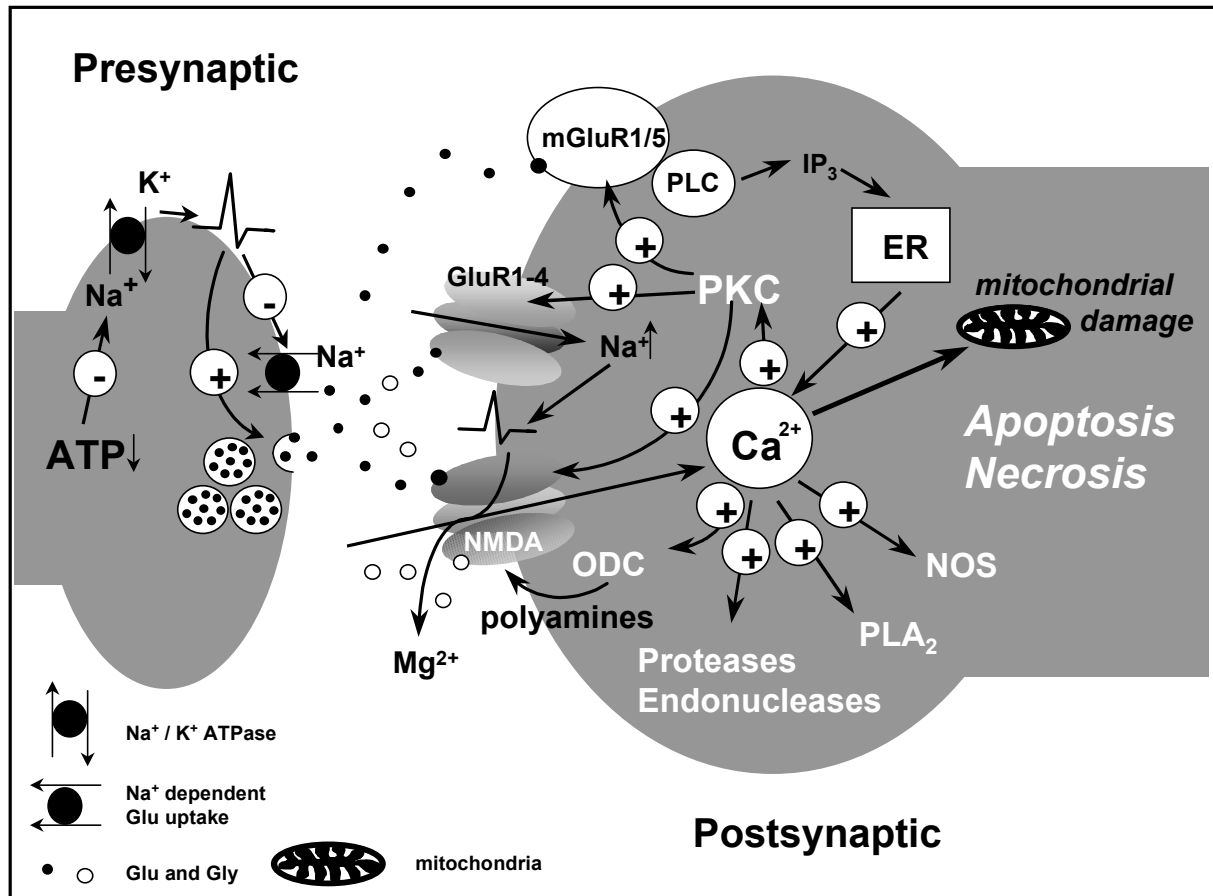 Presynaptic
K⁺
Na⁺
-
-
+
Na⁺
ATP↓
mGluR1/5
PLC
IP₃
ER
+
+
GluR1-4
PKC
Na⁺↑
+
mitochondrial
damage
+
+
Ca²⁺
Apoptosis
Necrosis
+
+
+
+
NMDA
ODC
NOS
polyamines
PLA₂
Mg²⁺
Proteases
Endonucleases
Na⁺ / K⁺ ATPase
Na⁺ dependent
Glu uptake
Glu and Gly
mitochondria
Postsynaptic